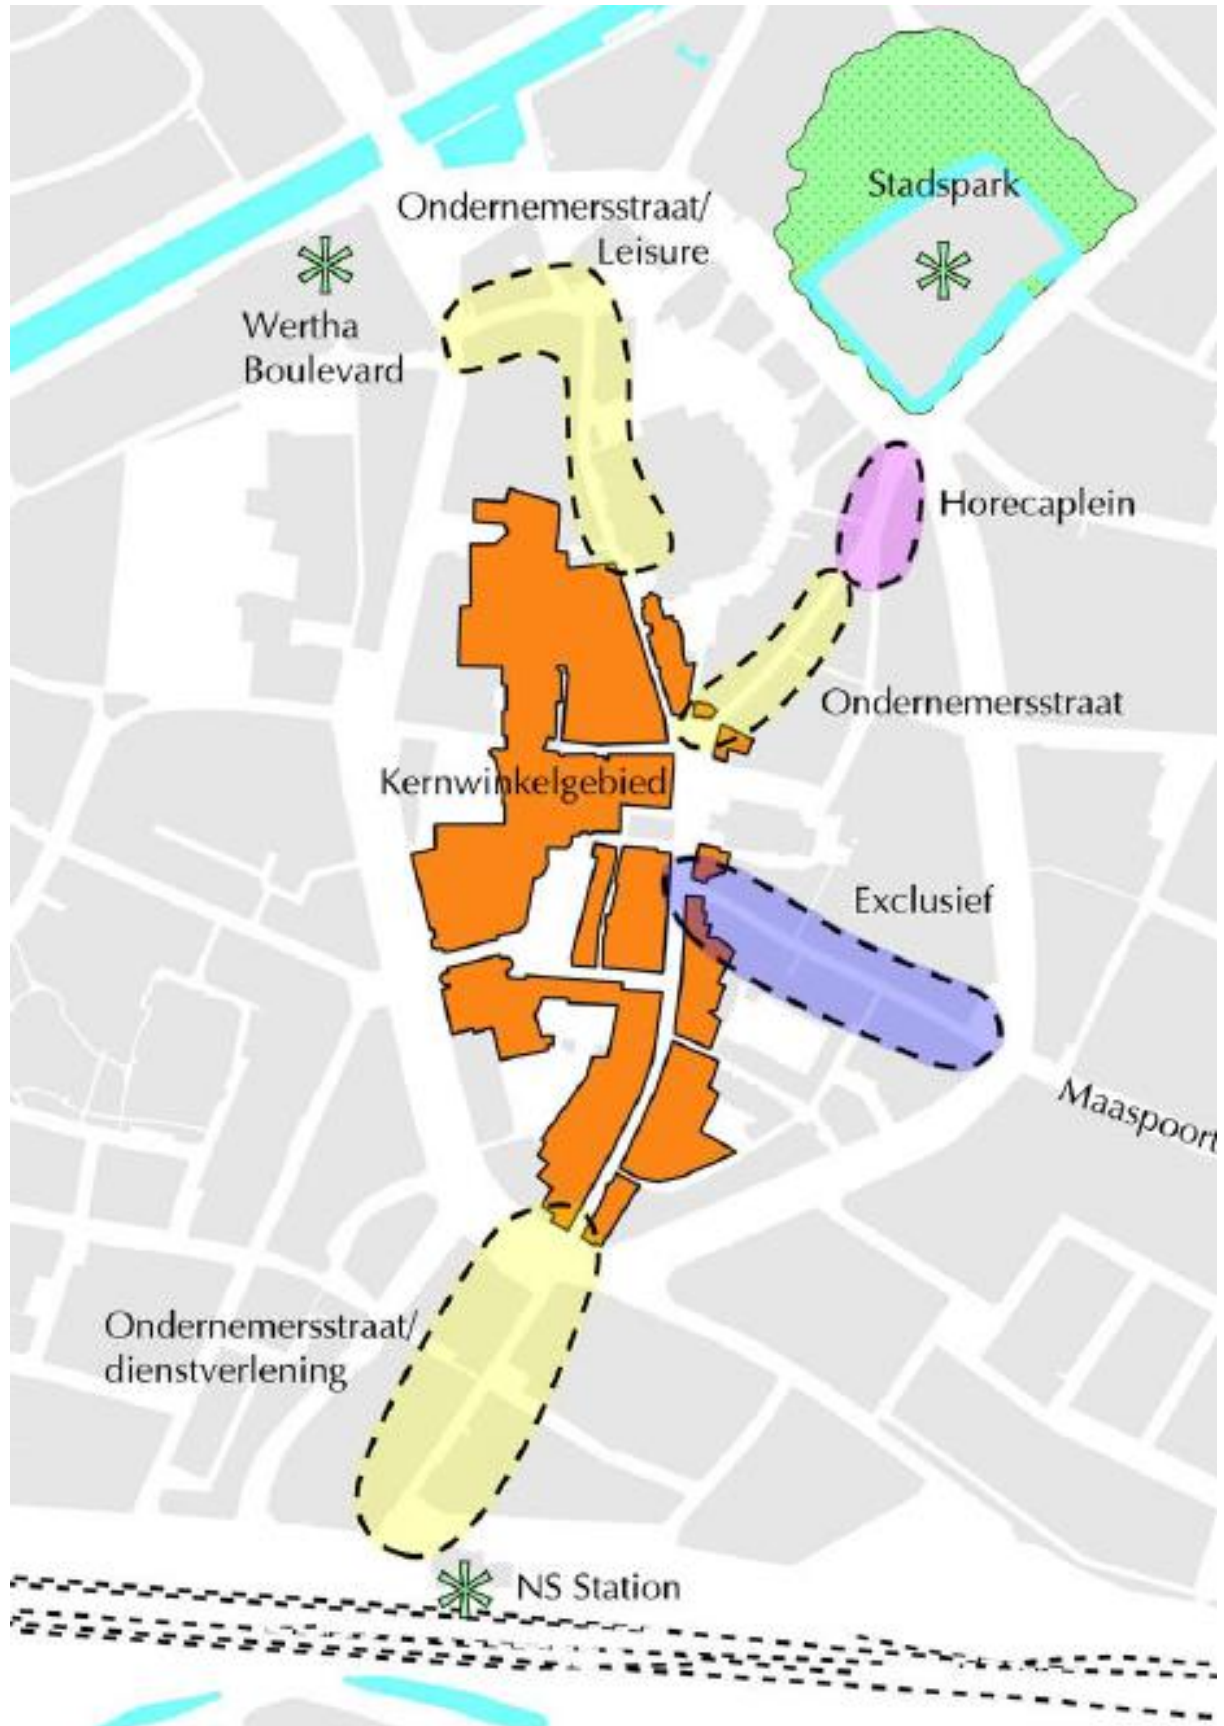 Stadspark
Ondernemersstraat/
Leisure
Wertha
Boulevard
Horecaplein
Ondernemersstraat
Kernwinkelgebied
Exclusief
Maaspoort
Ondernemersstraat/
dienstverlening
NS Station